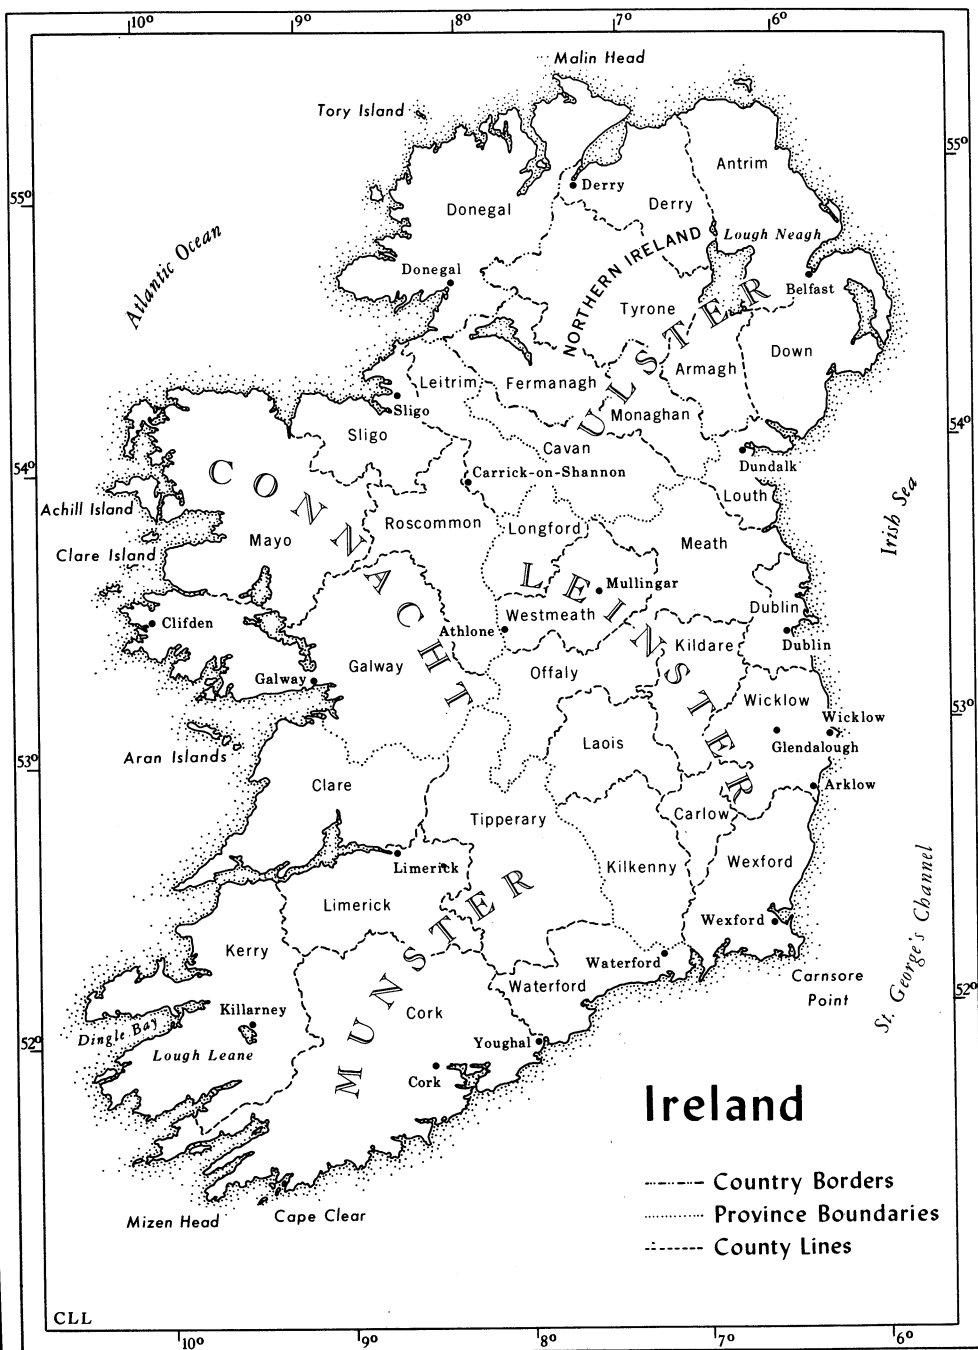 10° 9° 8° 7° 6°
Malin Head
Tory Island
55°
55°
Antrim
Derry
Derry
Donegal
Lough Neagh
Atlantic Ocean
NORTHERN IRELAND
Donegal
Belfast
Tyrone
ULSTER
Down
Armagh
Leitrim
Fermanagh
Sligo
Monaghan
Sligo
54°
Cavan
54°
Carrick-on-Shannon
Dundalk
CONNACHT
Louth
Achill Island
Roscommon
Longford
Irish Sea
Mayo
Meath
Clare Island
LEINSTER
Mullingar
Dublin
Westmeath
Clifden
Athlone
Kildare
Dublin
Galway
Offaly
Galway
Wicklow
53°
Wicklow
Glendalough
Laois
Aran Islands
53°
Clare
Arklow
Tipperary
Carlow
Limerick
Kilkenny
Wexford
MUNSTER
Limerick
Wexford
St. George's Channel
Kerry
Waterford
Carnsore
Point
Waterford
52°
Killarney
Cork
Dingle Bay
Youghal
52°
Lough Leane
Cork
Ireland
Country Borders
Mizen Head
Cape Clear
Province Boundaries
County Lines
CLL
10° 9° 8° 7° 6°